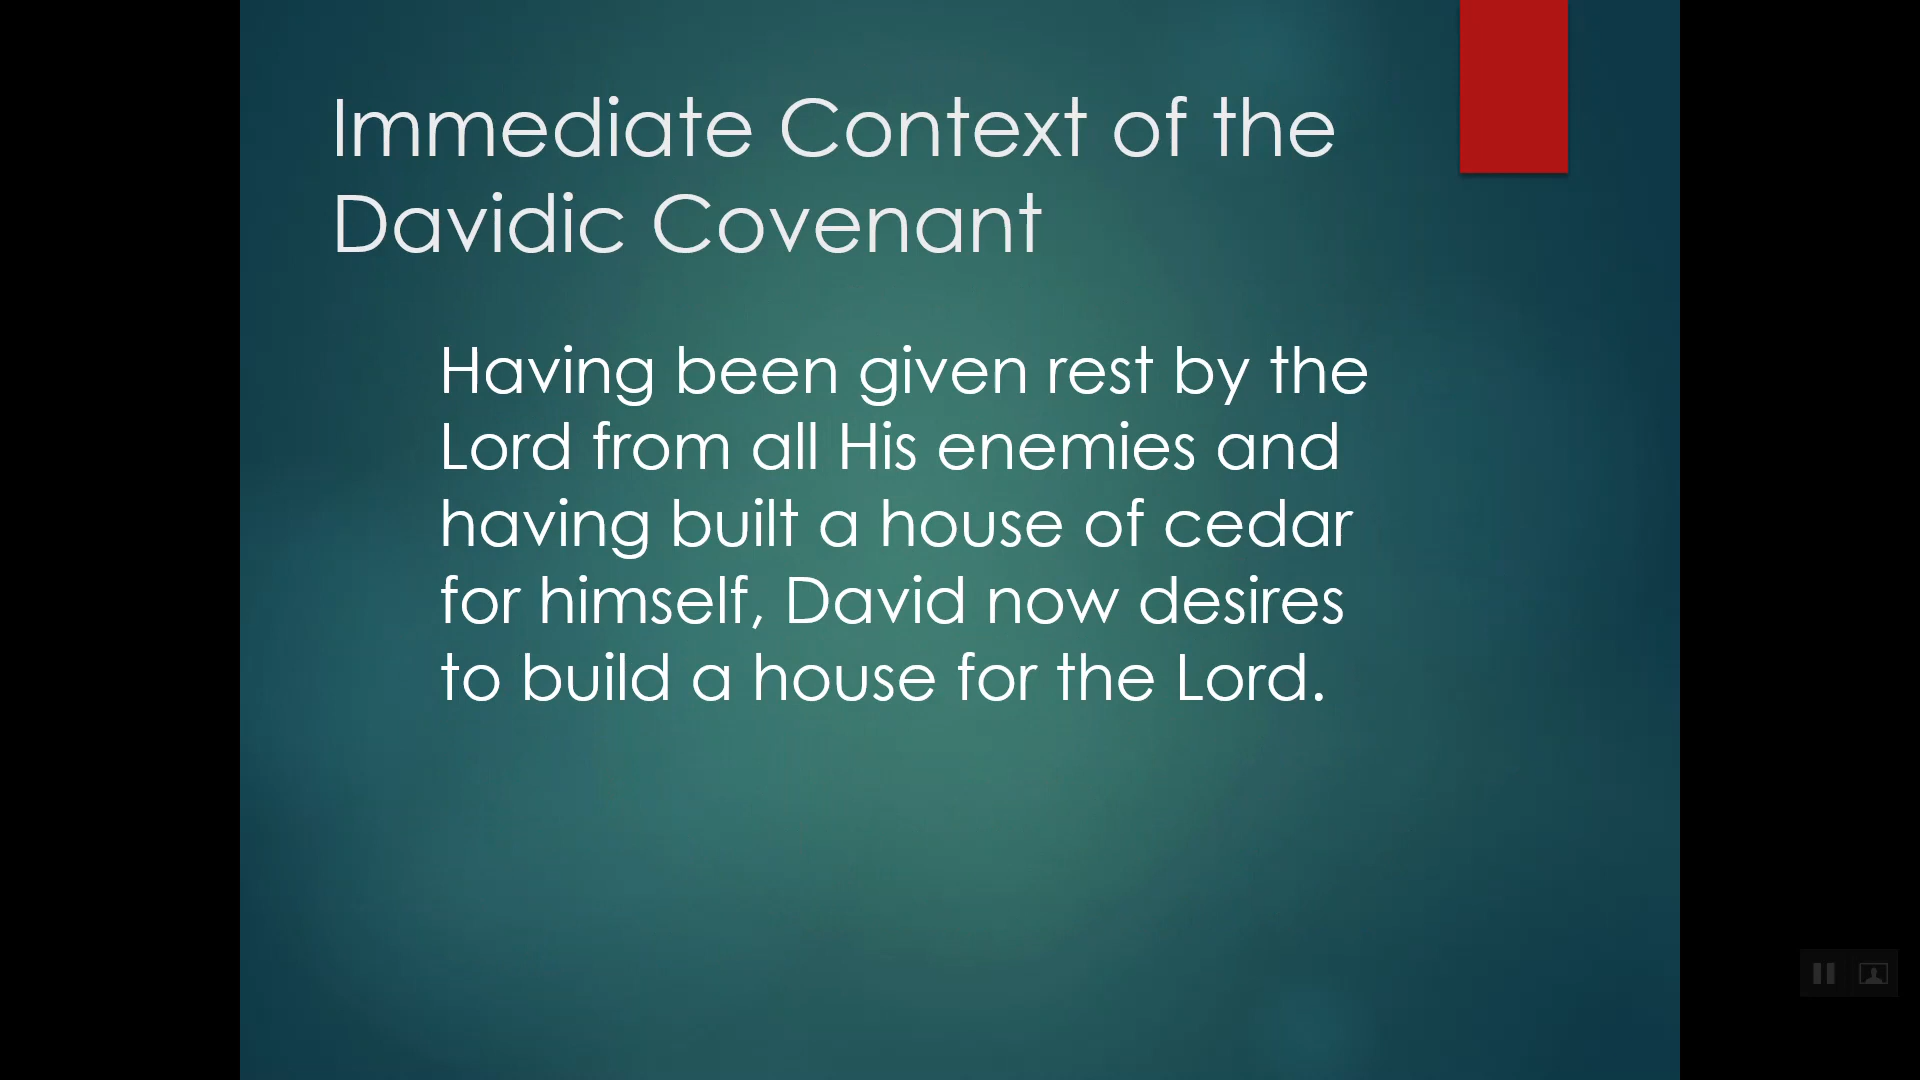 Immediate Context of the
Davidic Covenant
Having been given rest by the
Lord from all His enemies and
having built a house of cedar
for himself, David now desires
to build a house for the Lord.